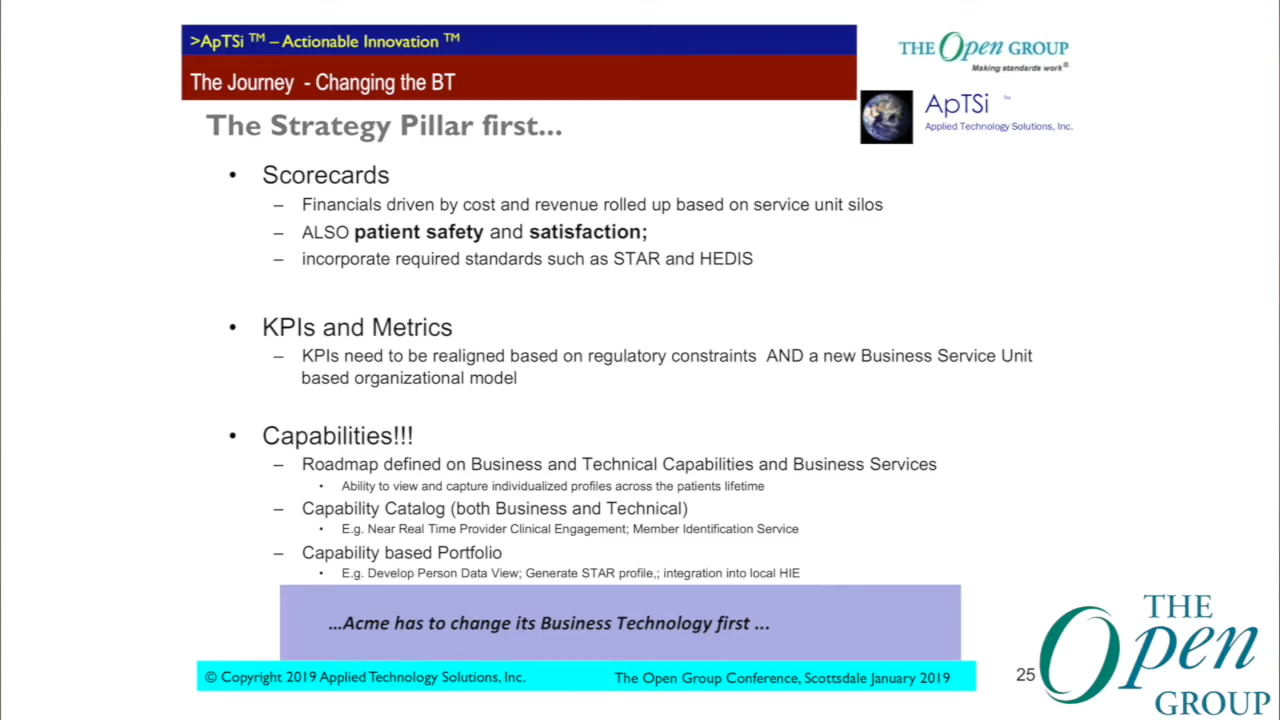 >ApTSi ™ – Actionable Innovation ™
The Journey - Changing the BT
THE Open GROUP
Making standards work®
ApTSi ™
Applied Technology Solutions, Inc.
The Strategy Pillar first...
• Scorecards
– Financials driven by cost and revenue rolled up based on service unit silos
– ALSO patient safety and satisfaction;
– incorporate required standards such as STAR and HEDIS
• KPIs and Metrics
– KPIs need to be realigned based on regulatory constraints AND a new Business Service Unit
based organizational model
• Capabilities!!!
– Roadmap defined on Business and Technical Capabilities and Business Services
• Ability to view and capture individualized profiles across the patients lifetime
– Capability Catalog (both Business and Technical)
• E.g. Near Real Time Provider Clinical Engagement; Member Identification Service
– Capability based Portfolio
• E.g. Develop Person Data View; Generate STAR profile,; integration into local HIE
...Acme has to change its Business Technology first ...
© Copyright 2019 Applied Technology Solutions, Inc.
The Open Group Conference, Scottsdale January 2019
25
THE
Open
GROUP